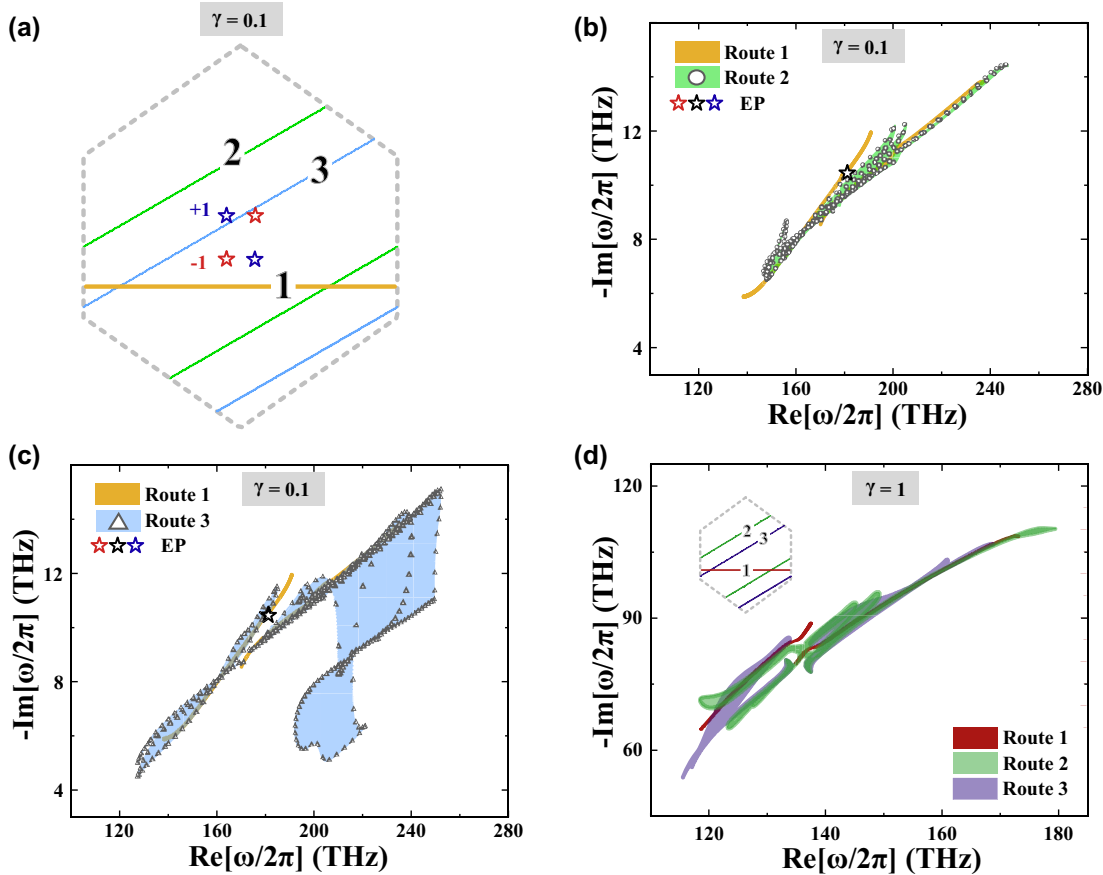 (a)
γ = 0.1
2
3
+1
-1
1
(b)
γ = 0.1
Route 1
Route 2
EP
-Im[ω/2π] (THz)
12
8
4
120
160
200
240
280
Re[ω/2π] (THz)
(c)
γ = 0.1
Route 1
Route 3
EP
-Im[ω/2π] (THz)
16
12
8
4
120
160
200
240
280
Re[ω/2π] (THz)
(d)
γ = 1
2
3
1
Route 1
Route 2
Route 3
-Im[ω/2π] (THz)
120
90
60
120
140
160
180
Re[ω/2π] (THz)